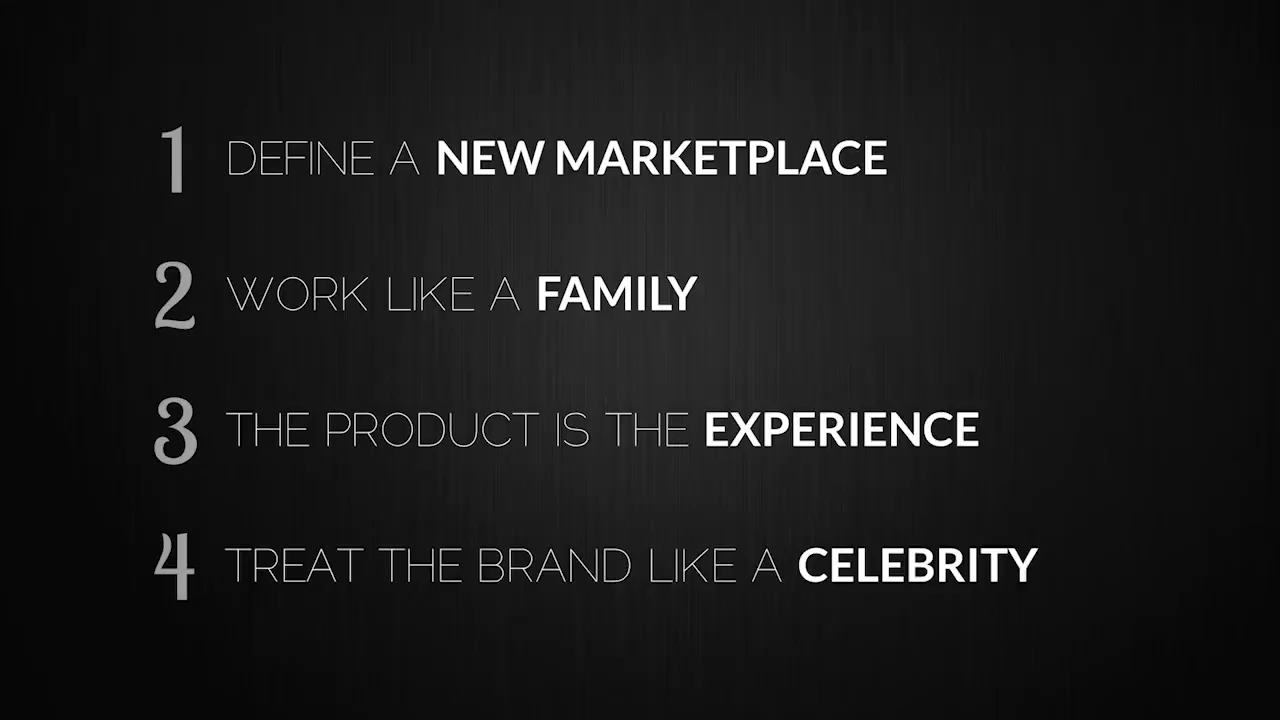 1 DEFINE A NEW MARKETPLACE
2 WORK LIKE A FAMILY
3 THE PRODUCT IS THE EXPERIENCE
4 TREAT THE BRAND LIKE A CELEBRITY